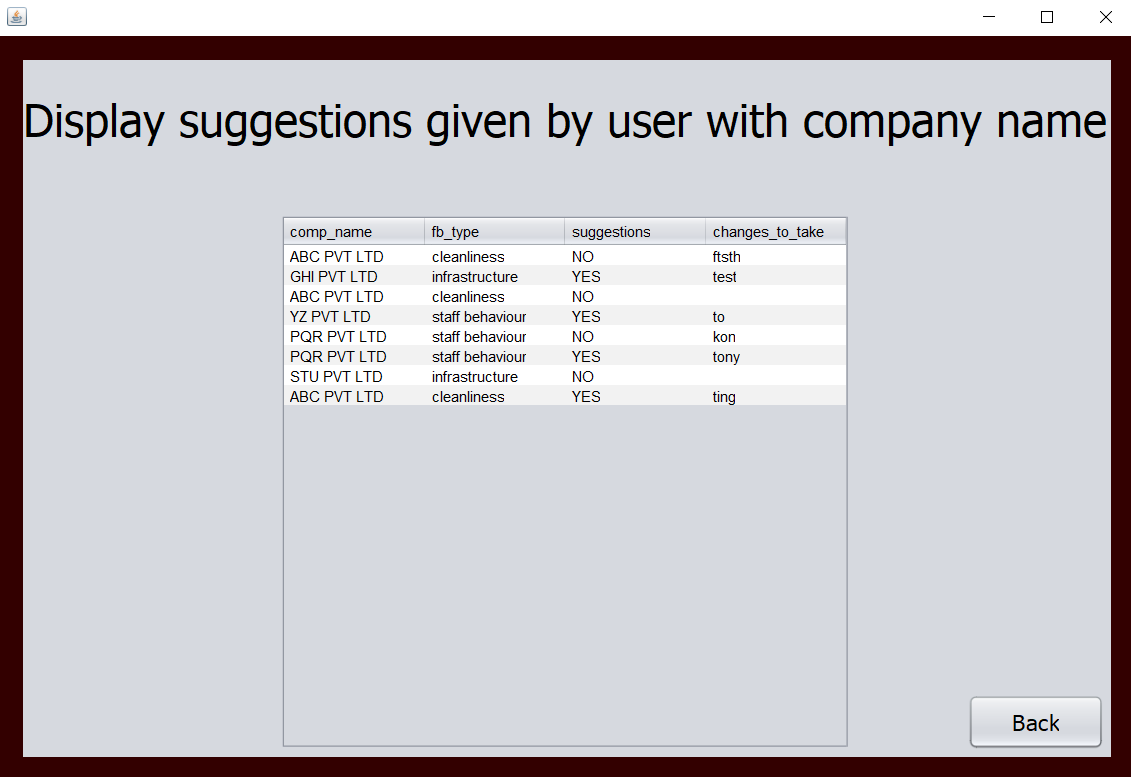 Display suggestions given by user with company name
comp_name fb_type suggestions changes_to_take
ABC PVT LTD cleanliness NO ftsth
GHI PVT LTD infrastructure YES test
ABC PVT LTD cleanliness NO
YZ PVT LTD staff behaviour YES to
PQR PVT LTD staff behaviour NO kon
PQR PVT LTD staff behaviour YES tony
STU PVT LTD infrastructure NO
ABC PVT LTD cleanliness YES ting
Back